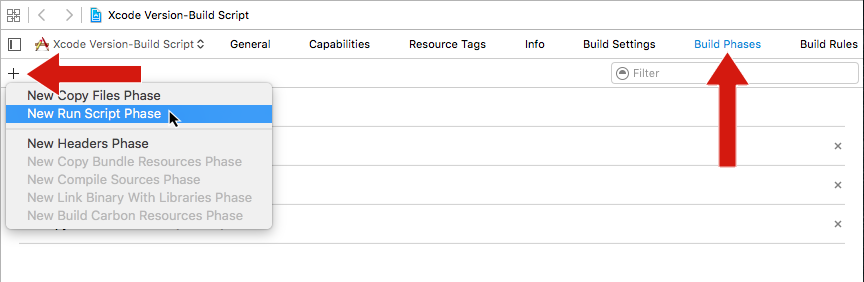 Xcode Version-Build Script
Xcode Version-Build Script General Capabilities Resource Tags Info Build Settings Build Phases Build Rules
Filter
New Copy Files Phase
New Run Script Phase
New Headers Phase
New Copy Bundle Resources Phase
New Compile Sources Phase
New Link Binary With Libraries Phase
New Build Carbon Resources Phase